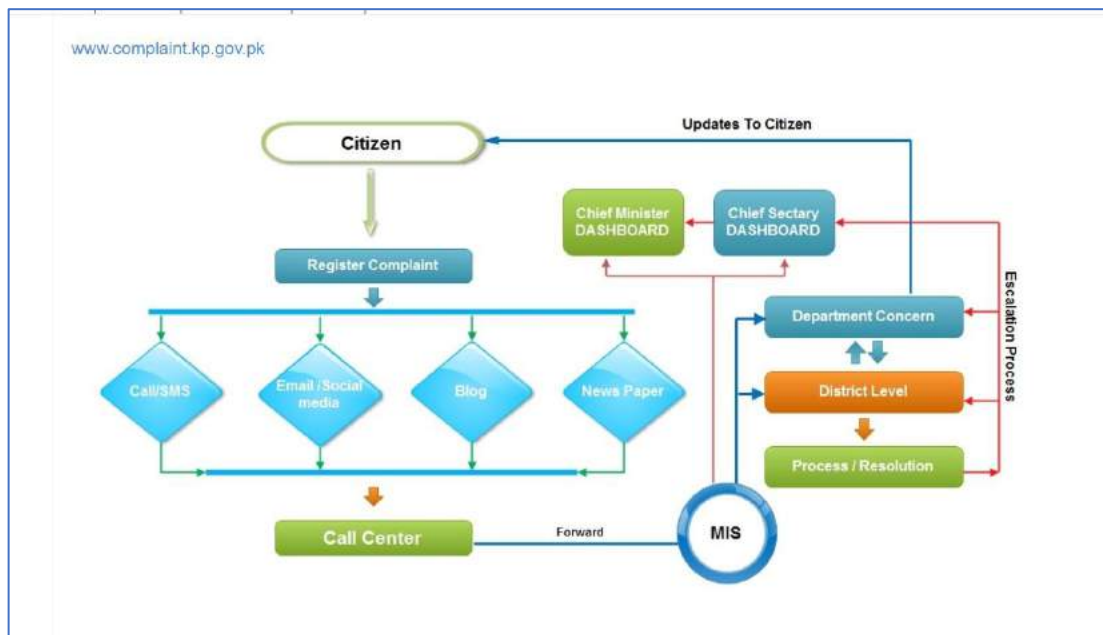 www.complaint.kp.gov.pk
Updates To Citizen
Citizen
Chief Minister
DASHBOARD
Chief Sectary
DASHBOARD
Register Complaint
Escalation Process
Department Concern
Call/SMS
Email /Social
media
Blog
News Paper
District Level
Process / Resolution
Call Center
Forward
MIS